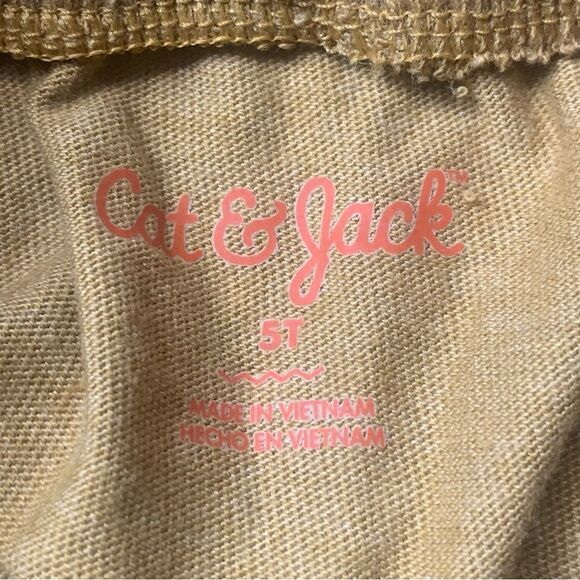 Cat & Jack™
5T
MADE IN VIETNAM
HECHO EN VIETNAM